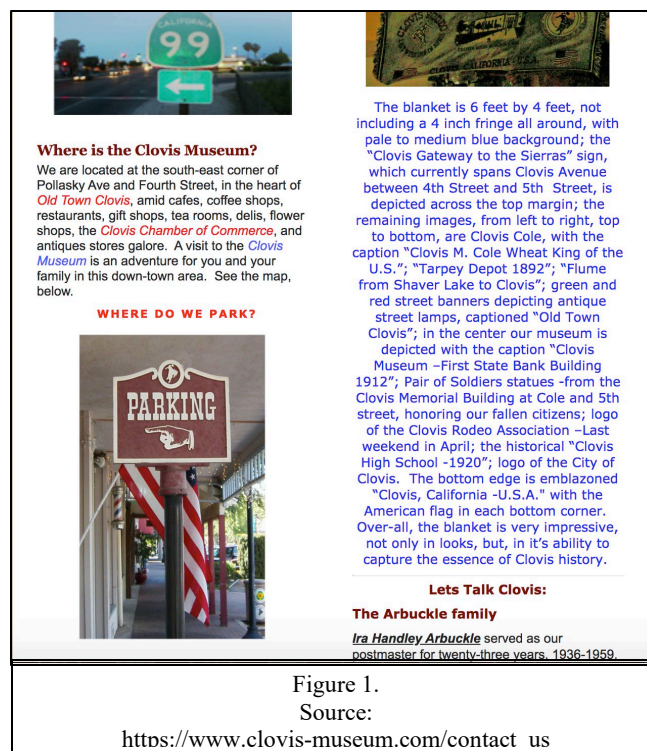 CALIFORNIA
99
Where is the Clovis Museum?
We are located at the south-east corner of
Pollasky Ave and Fourth Street, in the heart of
Old Town Clovis, amid cafes, coffee shops,
restaurants, gift shops, tea rooms, delis, flower
shops, the Clovis Chamber of Commerce, and
antiques stores galore.  A visit to the Clovis
Museum is an adventure for you and your
family in this down-town area.  See the map,
below.
WHERE DO WE PARK?
PARKING
CLOVIS RODEO
CLOVIS, CALIFORNIA - U.S.A.
The blanket is 6 feet by 4 feet, not
including a 4 inch fringe all around, with
pale to medium blue background; the
“Clovis Gateway to the Sierras” sign,
which currently spans Clovis Avenue
between 4th Street and 5th  Street, is
depicted across the top margin; the
remaining images, from left to right, top
to bottom, are Clovis Cole, with the
caption “Clovis M. Cole Wheat King of the
U.S.”; “Tarpey Depot 1892”; “Flume
from Shaver Lake to Clovis”; green and
red street banners depicting antique
street lamps, captioned “Old Town
Clovis”; in the center our museum is
depicted with the caption “Clovis
Museum –First State Bank Building
1912”; Pair of Soldiers statues -from the
Clovis Memorial Building at Cole and 5th
street, honoring our fallen citizens; logo
of the Clovis Rodeo Association –Last
weekend in April; the historical “Clovis
High School -1920”; logo of the City of
Clovis.  The bottom edge is emblazoned
“Clovis, California -U.S.A." with the
American flag in each bottom corner.
Over-all, the blanket is very impressive,
not only in looks, but, in it’s ability to
capture the essence of Clovis history.
Lets Talk Clovis:
The Arbuckle family
Ira Handley Arbuckle served as our
postmaster for twenty-three years, 1936-1959.
Figure 1.
Source:
https://www.clovis-museum.com/contact_us